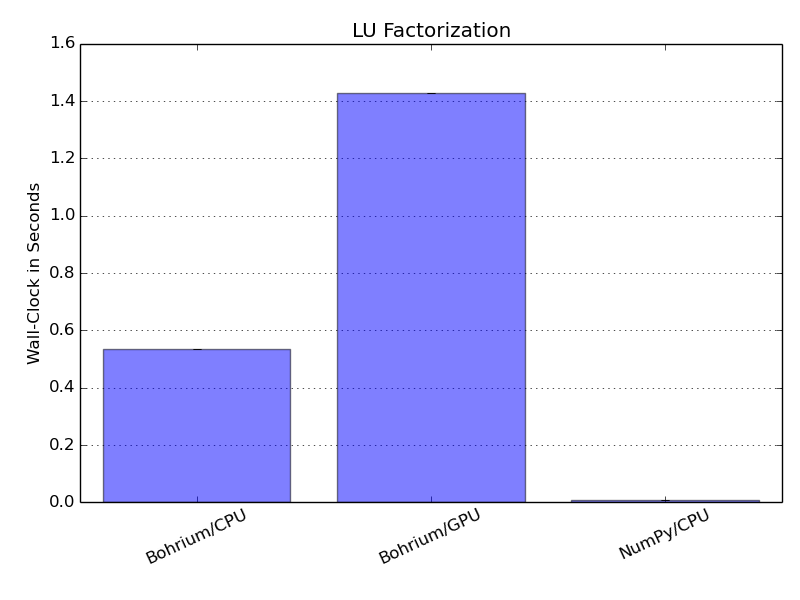 LU Factorization
Wall-Clock in Seconds
1.6
1.4
1.2
1.0
0.8
0.6
0.4
0.2
0.0
Bohrium/CPU
Bohrium/GPU
NumPy/CPU